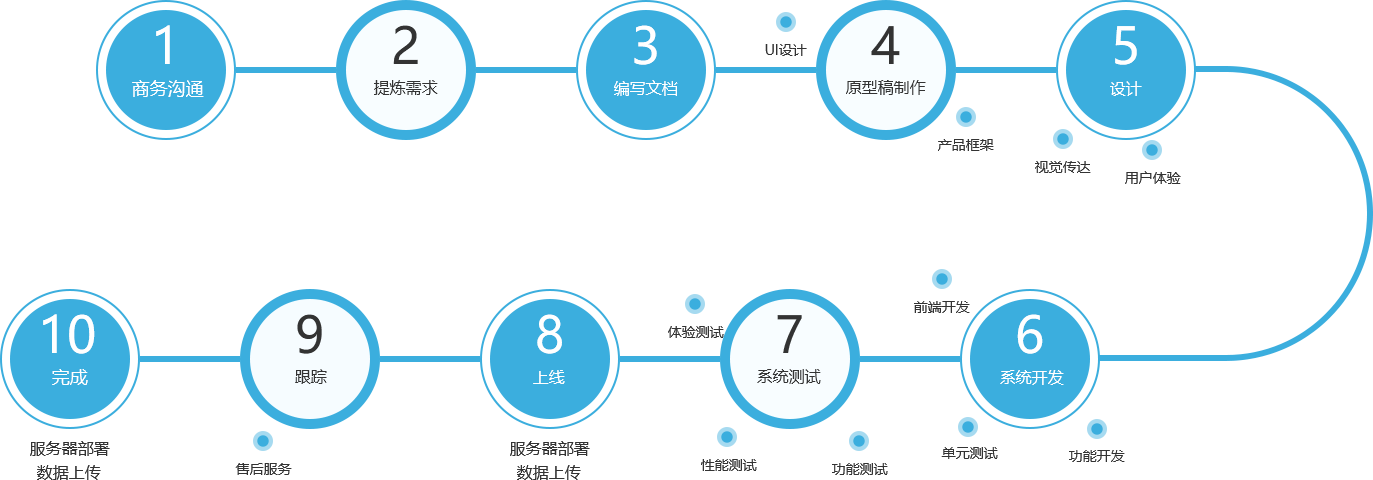 1
商务沟通
2
提炼需求
3
编写文档
UI设计
4
原型稿制作
产品框架
5
设计
视觉传达
用户体验
前端开发
6
系统开发
单元测试
功能开发
体验测试
7
系统测试
性能测试
功能测试
8
上线
服务器部署
数据上传
9
跟踪
售后服务
10
完成
服务器部署
数据上传